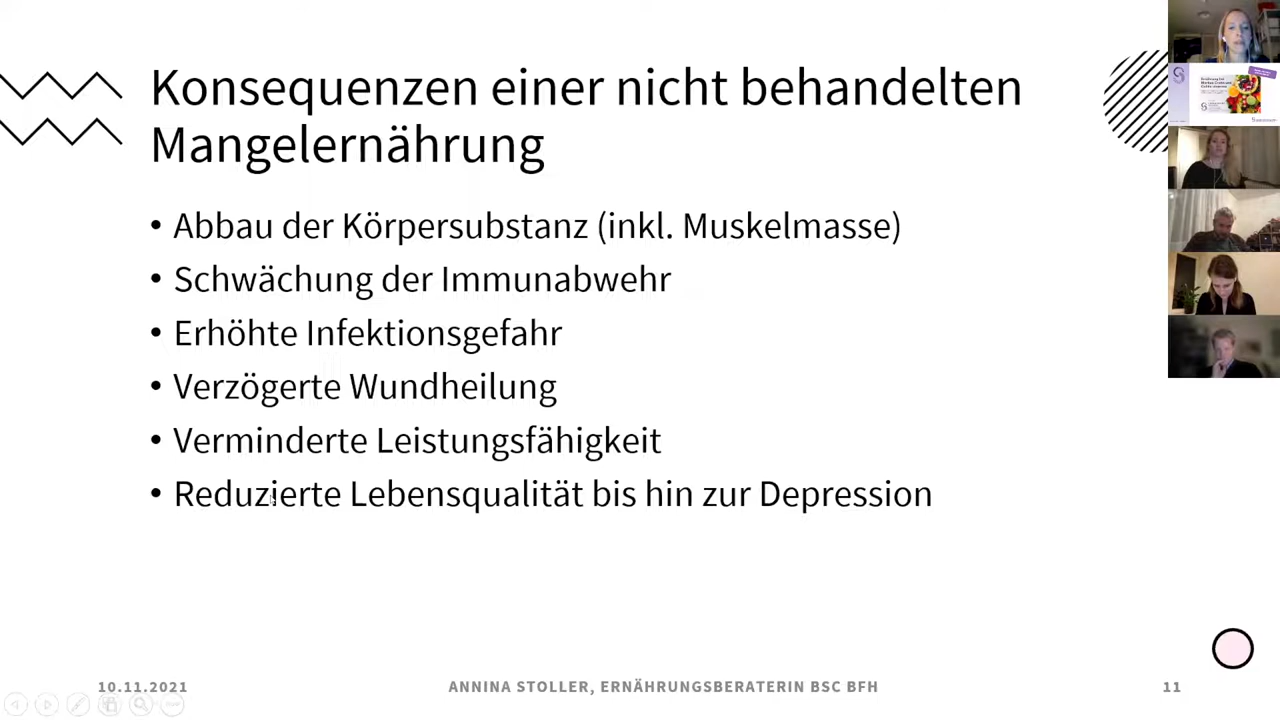 Konsequenzen einer nicht behandelten
Mangelernährung
• Abbau der Körpersubstanz (inkl. Muskelmasse)
• Schwächung der Immunabwehr
• Erhöhte Infektionsgefahr
• Verzögerte Wundheilung
• Verminderte Leistungsfähigkeit
• Reduzierte Lebensqualität bis hin zur Depression
10.11.2021
ANNINA STOLLER, ERNÄHRUNGSBERATERIN BSC BFH
11